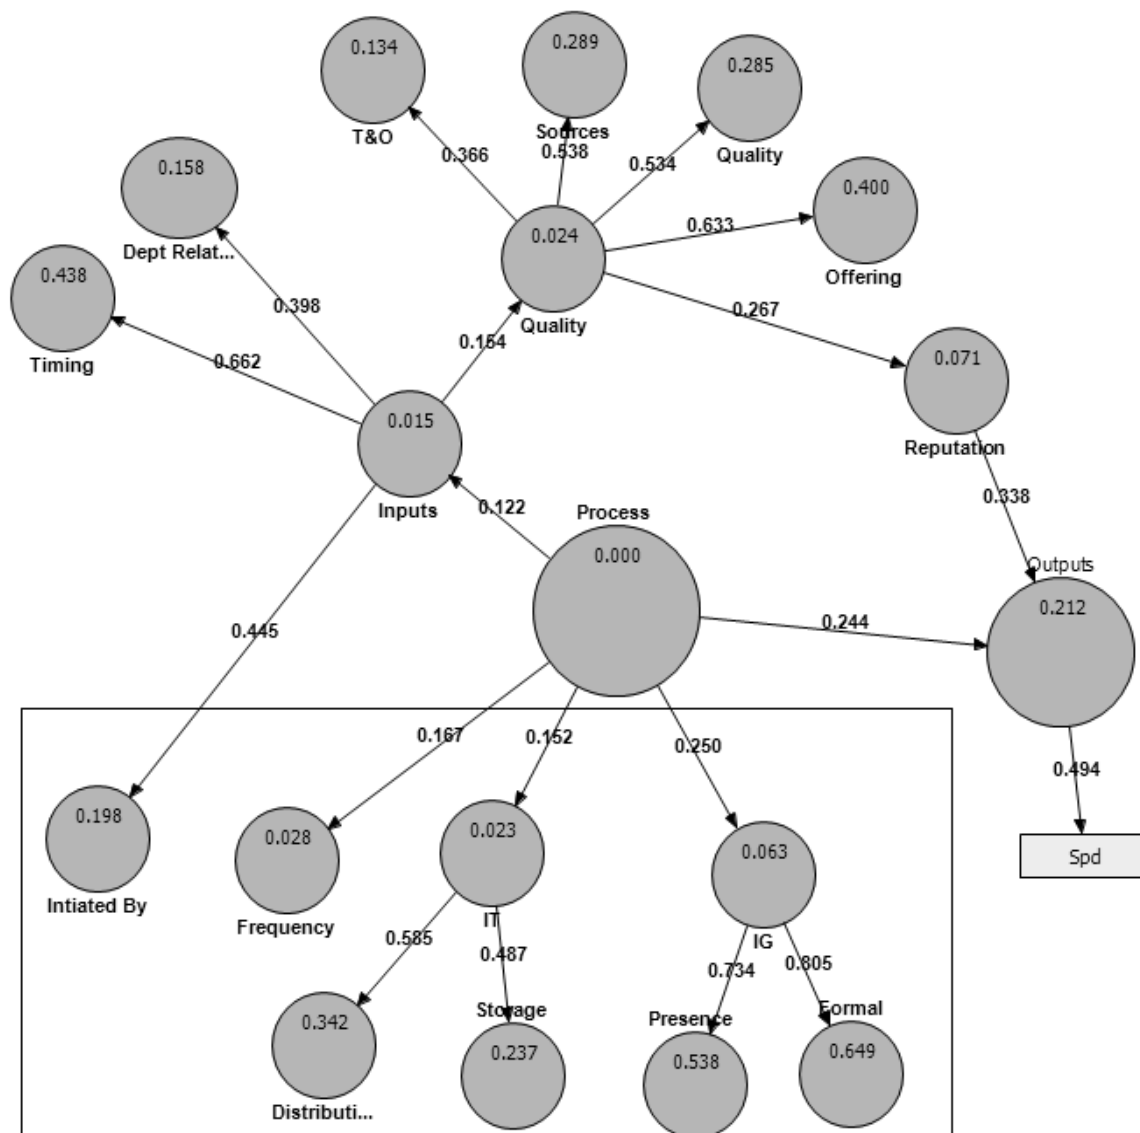 0.134
T&O
0.289
Sources
0.285
Quality
0.158
Dept Relat...
0.400
Offering
0.438
Timing
0.366
0.538
0.534
0.633
0.024
Quality
0.267
0.398
0.662
0.154
0.071
Reputation
0.015
Inputs
0.122
Process
0.000
0.338
Outputs
0.212
0.445
0.244
0.494
Spd
0.167
0.152
0.250
0.198
Intiated By
0.028
Frequency
0.023
IT
0.063
IG
0.585
0.487
0.734
0.805
0.342
Distributi...
Storage
0.237
Presence
0.538
Formal
0.649